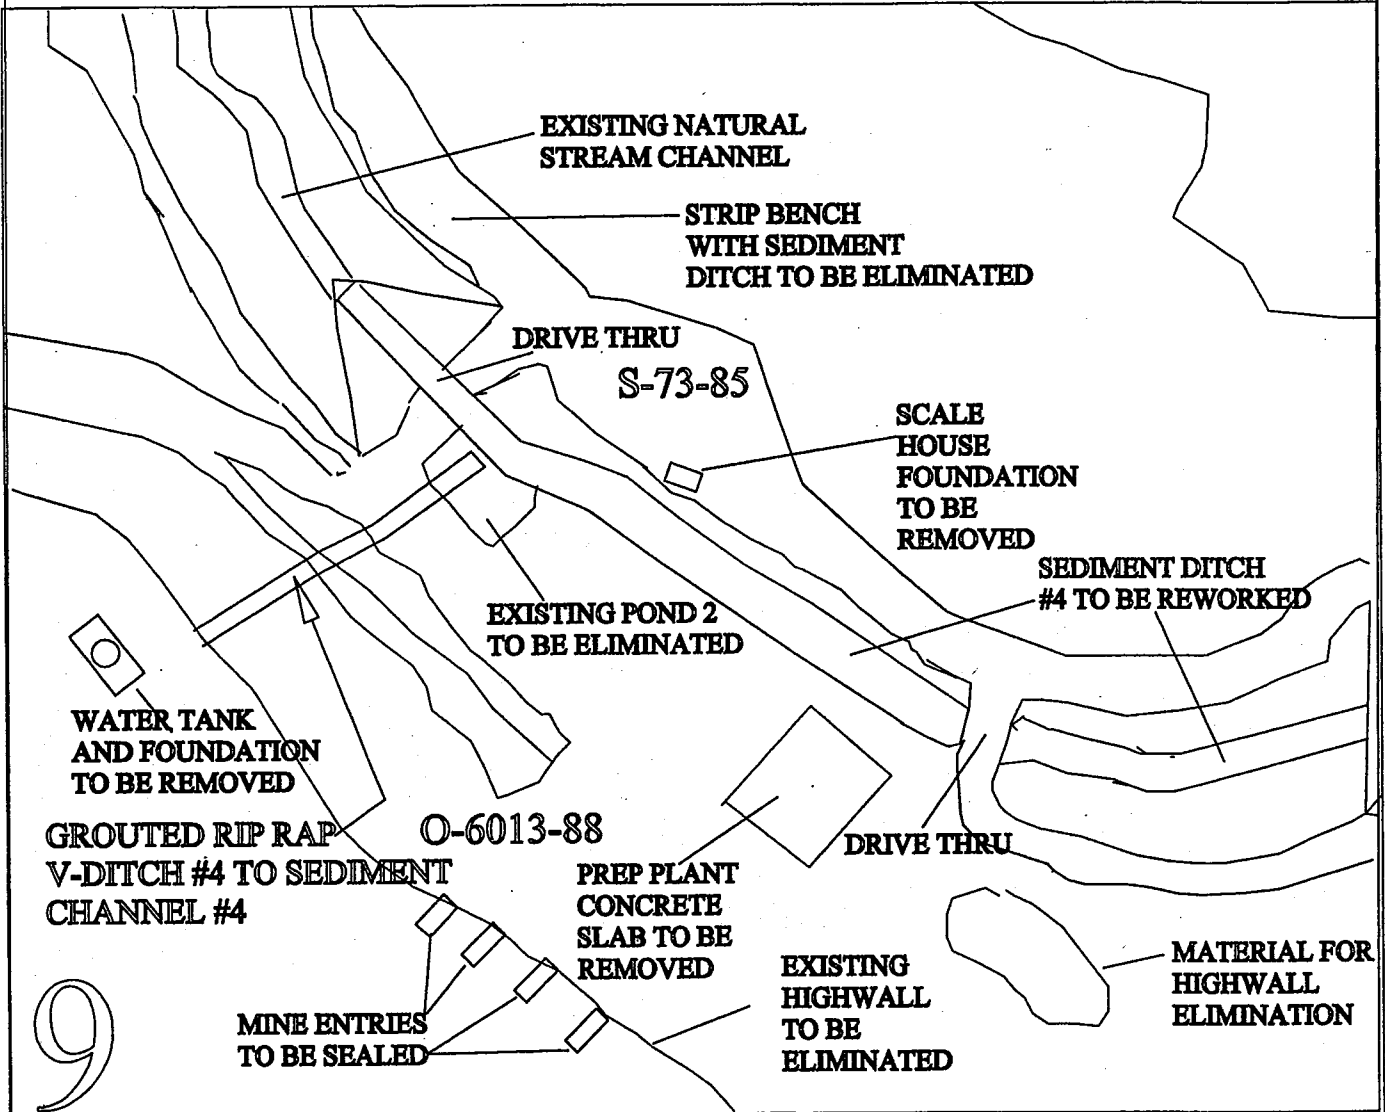 EXISTING NATURAL
STREAM CHANNEL
STRIP BENCH
WITH SEDIMENT
DITCH TO BE ELIMINATED
DRIVE THRU
S-73-85
SCALE
HOUSE
FOUNDATION
TO BE
REMOVED
SEDIMENT DITCH
#4 TO BE REWORKED
EXISTING POND 2
TO BE ELIMINATED
WATER TANK
AND FOUNDATION
TO BE REMOVED
GROUTED RIP RAP
V-DITCH #4 TO SEDIMENT
CHANNEL #4
O-6013-88
DRIVE THRU
PREP PLANT
CONCRETE
SLAB TO BE
REMOVED
EXISTING
HIGHWALL
TO BE
ELIMINATED
MATERIAL FOR
HIGHWALL
ELIMINATION
MINE ENTRIES
TO BE SEALED
9